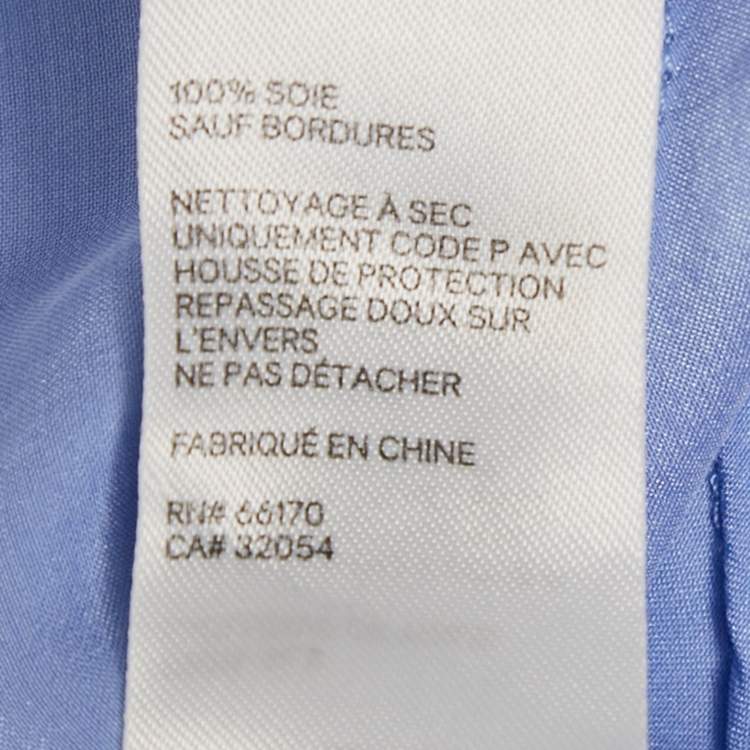 100% SOIE
SAUF BORDURES
NETTOYAGE À SEC
UNIQUEMENT CODE P AVEC
HOUSSE DE PROTECTION
REPASSAGE DOUX SUR
L'ENVERS
NE PAS DÉTACHER
FABRIQUÉ EN CHINE
RN# 66170
CA# 32054